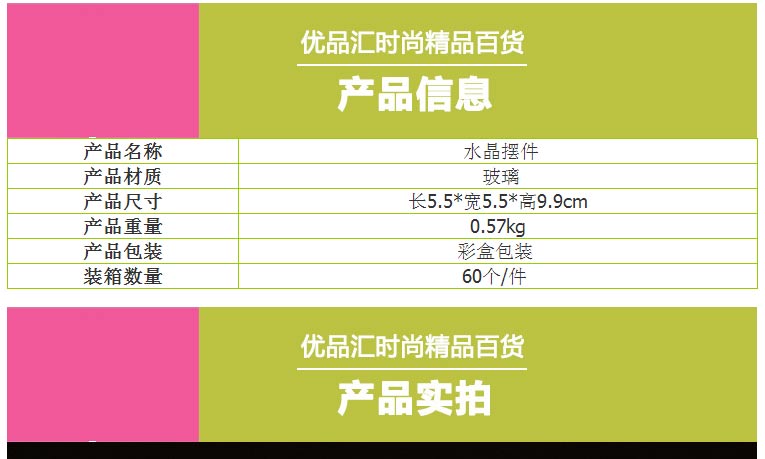 优品汇时尚精品百货
产品信息
产品名称 水晶摆件
产品材质 玻璃
产品尺寸 长5.5*宽5.5*高9.9cm
产品重量 0.57kg
产品包装 彩盒包装
装箱数量 60个/件
优品汇时尚精品百货
产品实拍